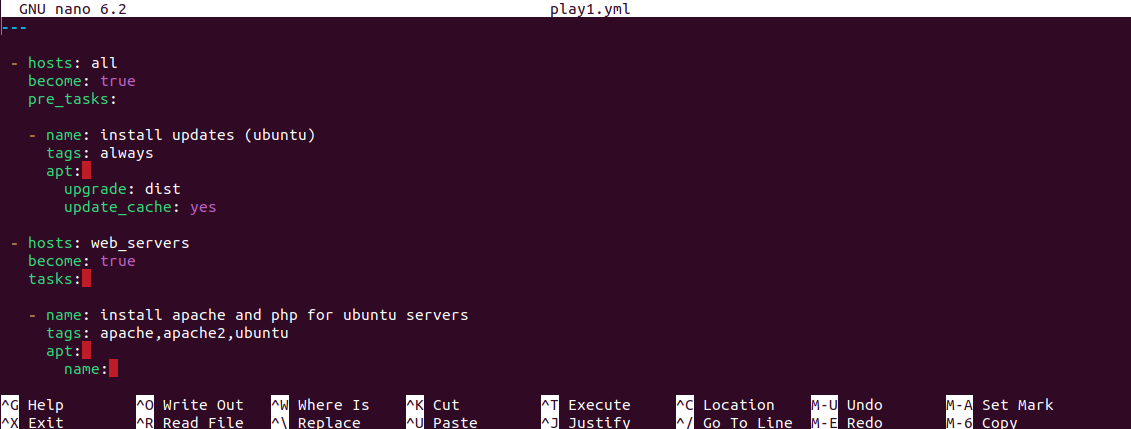 GNU nano 6.2 play1.yml
---
- hosts: all
become: true
pre_tasks:
- name: install updates (ubuntu)
tags: always
apt:
upgrade: dist
update_cache: yes
- hosts: web_servers
become: true
tasks:
- name: install apache and php for ubuntu servers
tags: apache,apache2,ubuntu
apt:
name:
^G Help ^O Write Out ^W Where Is ^K Cut ^T Execute ^C Location M-U Undo M-A Set Mark
^X Exit ^R Read File ^\ Replace ^U Paste ^J Justify ^/ Go To Line M-E Redo M-6 Copy